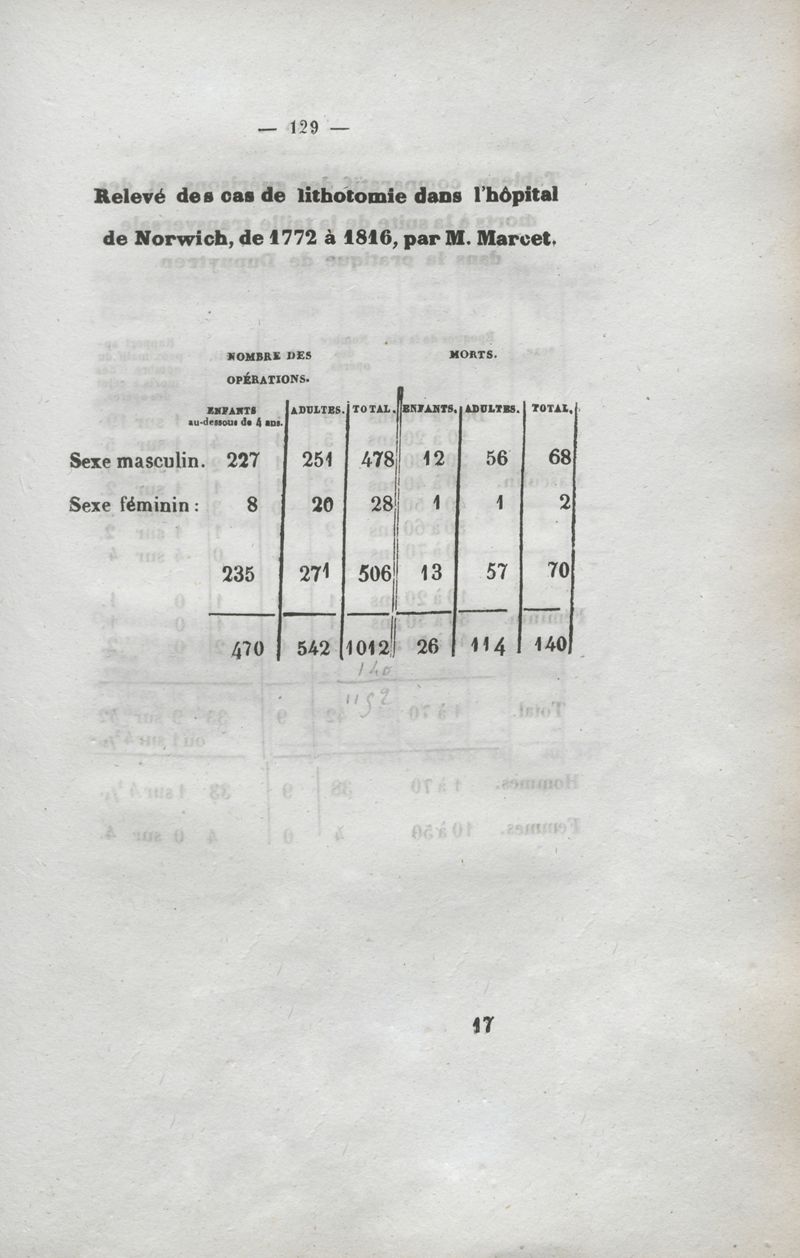 — 129 —
Relevé des cas de lithotomie dans l'hôpital
de Norwich, de 1772 à 1816, par M. Marcet.
NOMBRE DES MORTS.
OPÉRATIONS.
ENFANTS ADULTES. TOTAL. ENFANTS. ADULTES. TOTAL.
au-dessous de 4 ans.
Sexe masculin. 227 251 478 12 56 68
Sexe féminin : 8 20 28 1 1 2
235 271 506 13 57 70
470 542 1012 26 114 140
140
1152
17